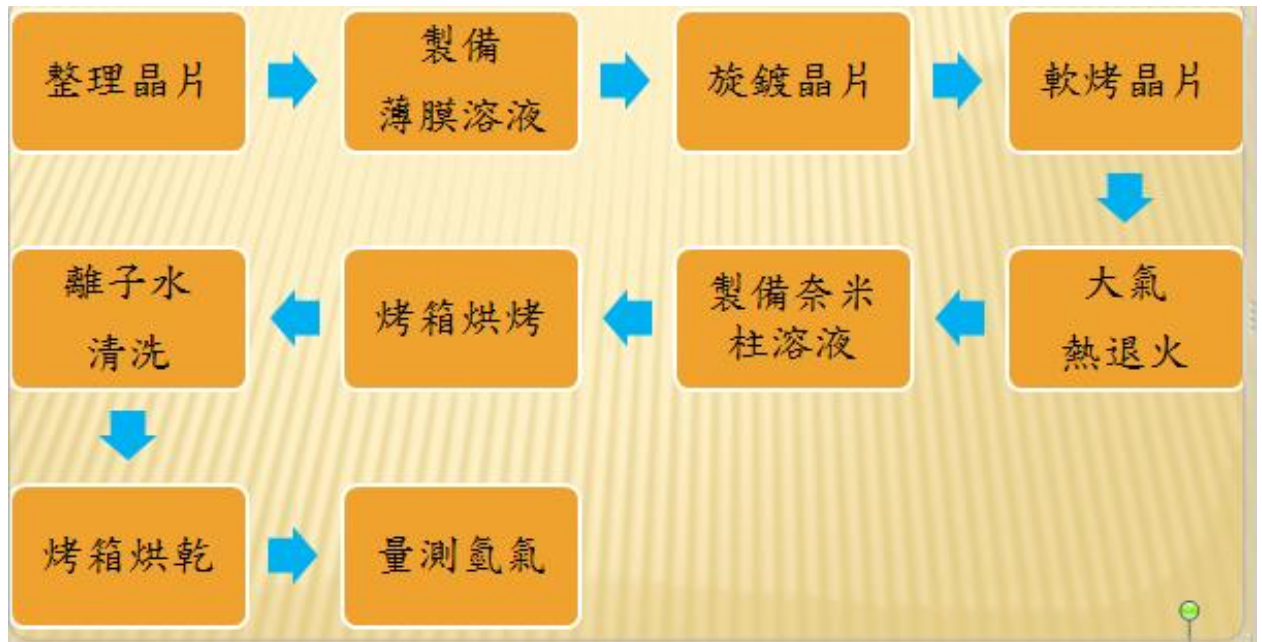 整理晶片
製備
薄膜溶液
旋鍍晶片
軟烤晶片
大氣
熱退火
製備奈米
柱溶液
烤箱烘烤
離子水
清洗
烤箱烘乾
量測氫氣